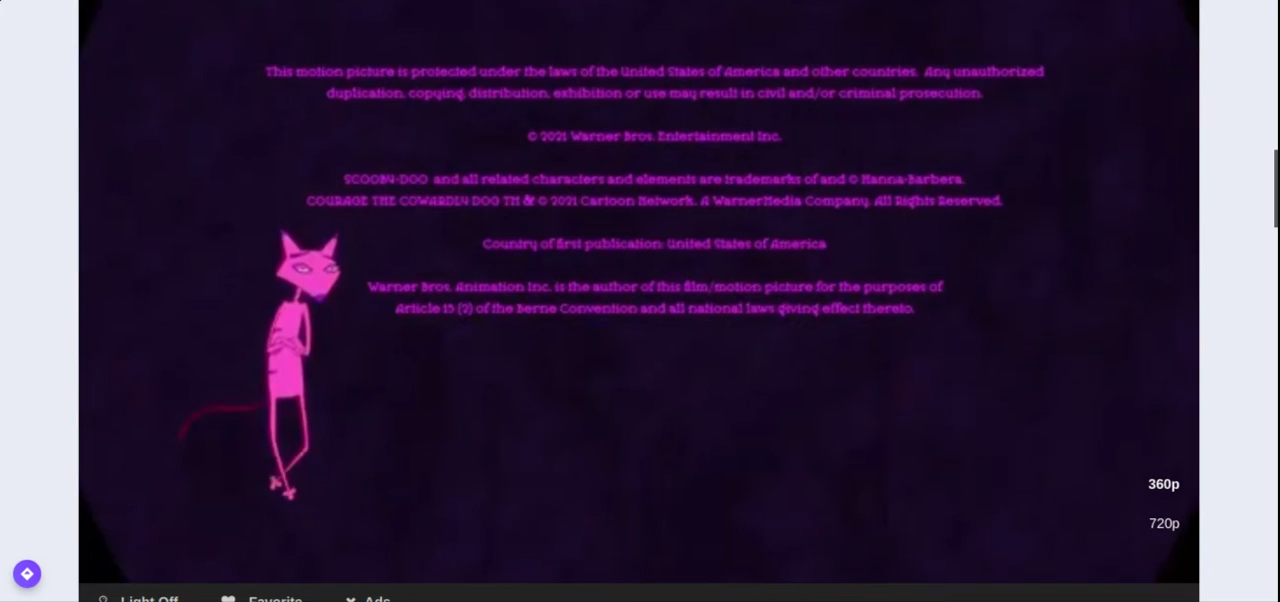 This motion picture is protected under the laws of the United States of America and other countries. Any unauthorized
duplication, copying, distribution, exhibition or use may result in civil and/or criminal prosecution.
© 2021 Warner Bros. Entertainment Inc.
SCOOBY-DOO and all related characters and elements are trademarks of and © Hanna-Barbera.
COURAGE THE COWARDLY DOG TM & © 2021 Cartoon Network. A WarnerMedia Company. All Rights Reserved.
Country of first publication: United States of America
Warner Bros. Animation Inc. is the author of this film/motion picture for the purposes of
Article 15 (2) of the Berne Convention and all national laws giving effect thereto.
360p
720p
Light Off Favorite Ads